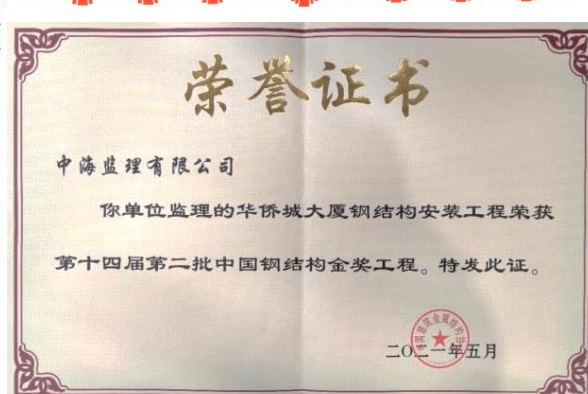 荣誉证书
中海监理有限公司
你单位监理的华侨城大厦钢结构安装工程荣获
第十四届第二批中国钢结构金奖工程。特发此证。
二〇二一年五月